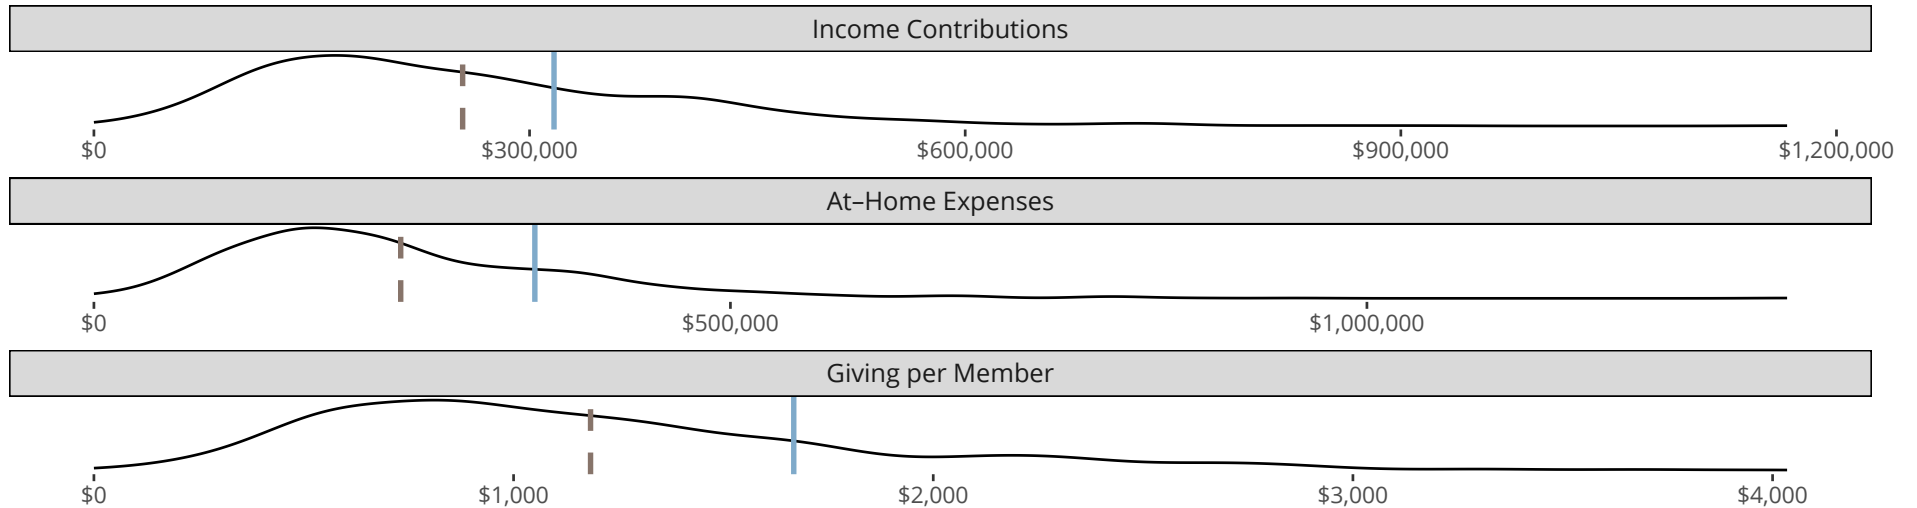 Income Contributions
$0 $300,000 $600,000 $900,000 $1,200,000
At–Home Expenses
$0 $500,000 $1,000,000
Giving per Member
$0 $1,000 $2,000 $3,000 $4,000